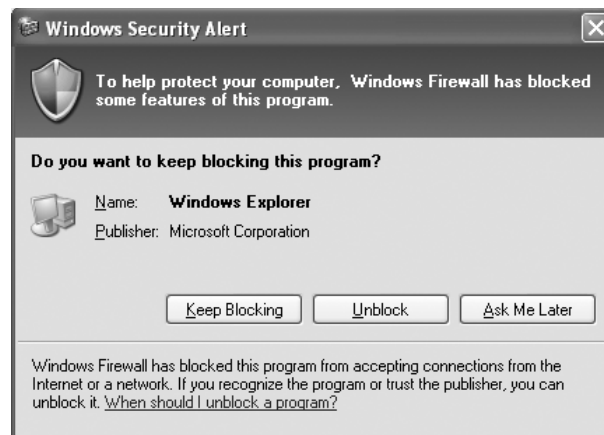 Windows Security Alert
To help protect your computer, Windows Firewall has blocked
some features of this program.
Do you want to keep blocking this program?
Name: Windows Explorer
Publisher: Microsoft Corporation
Keep Blocking Unblock Ask Me Later
Windows Firewall has blocked this program from accepting connections from the
Internet or a network. If you recognize the program or trust the publisher, you can
unblock it. When should I unblock a program?